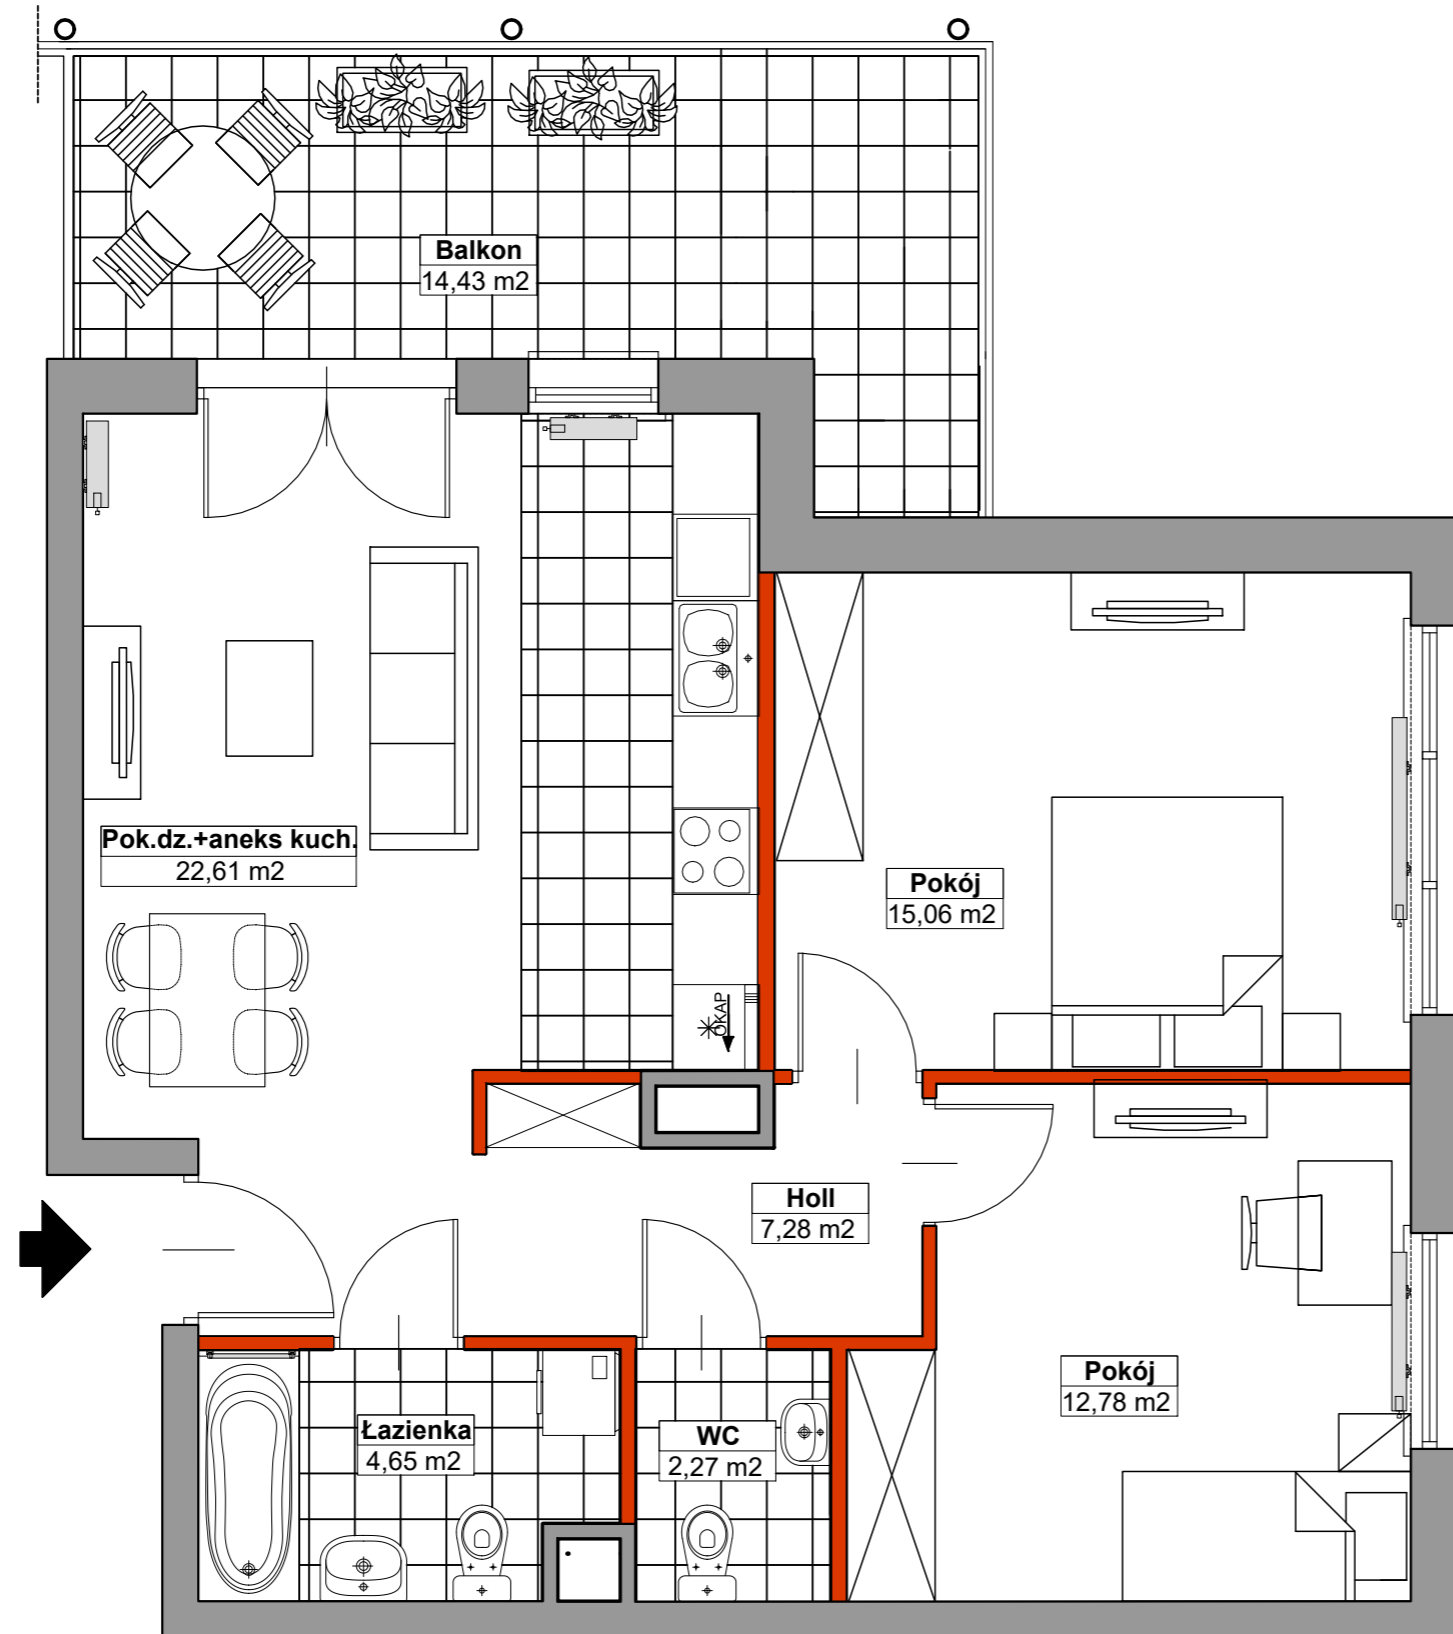 Balkon
14,43 m2
Pok.dz.+aneks kuch.
22,61 m2
Pokój
15,06 m2
OKAP
Holl
7,28 m2
Pokój
12,78 m2
Łazienka
4,65 m2
WC
2,27 m2